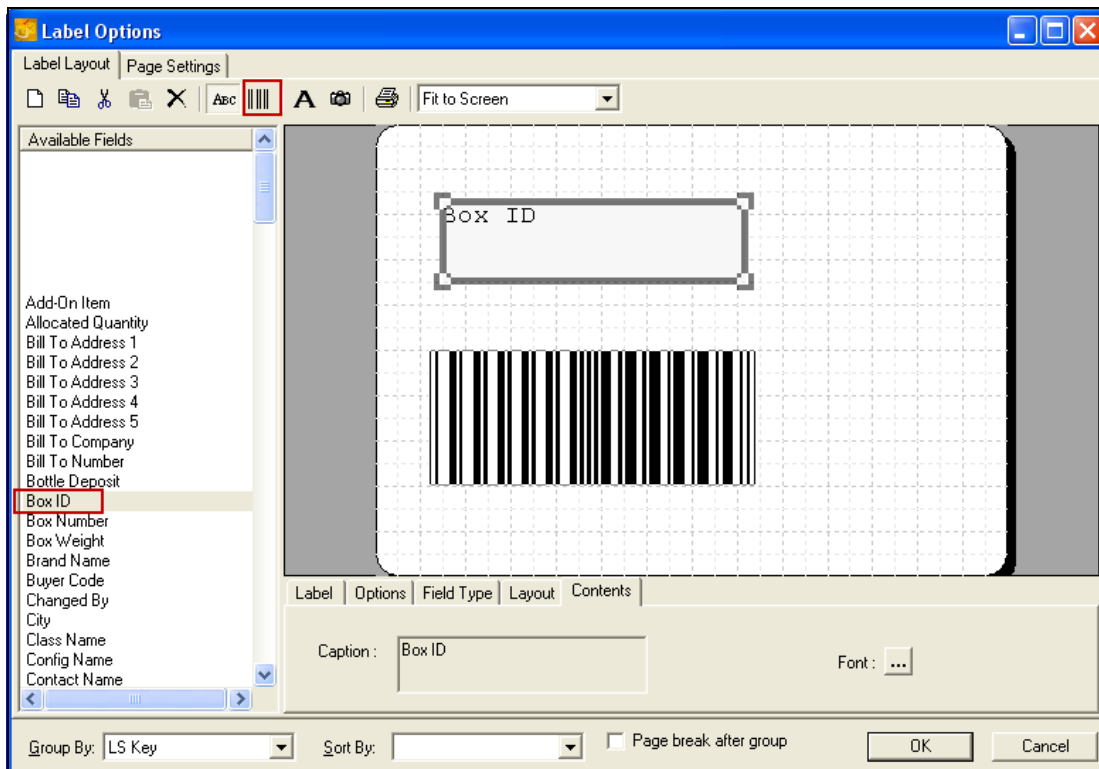 Label Options
Label Layout Page Settings
ABC A Fit to Screen
Available Fields
Add-On Item
Allocated Quantity
Bill To Address 1
Bill To Address 2
Bill To Address 3
Bill To Address 4
Bill To Address 5
Bill To Company
Bill To Number
Bottle Deposit
Box ID
Box Number
Box Weight
Brand Name
Buyer Code
Changed By
City
Class Name
Config Name
Contact Name
Box ID
Label Options Field Type Layout Contents
Caption : Box ID Font : ...
Group By: LS Key Sort By: Page break after group OK Cancel